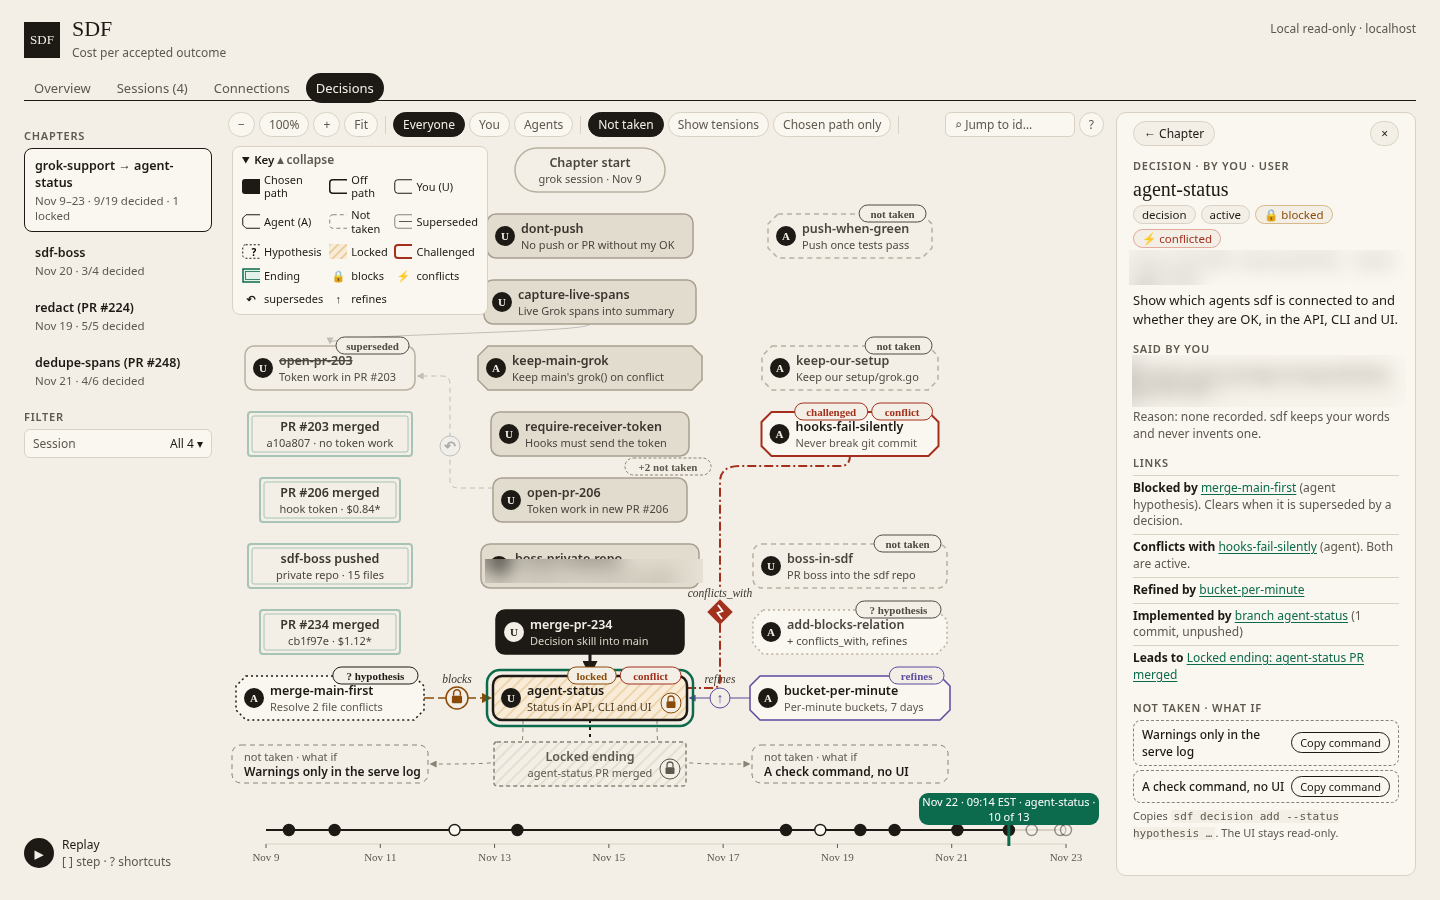 SDF
SDF
Cost per accepted outcome
Local read-only · localhost
Overview
Sessions (4)
Connections
Decisions
CHAPTERS
grok-support → agent-
status
Nov 9–23 · 9/19 decided · 1
locked
sdf-boss
Nov 20 · 3/4 decided
redact (PR #224)
Nov 19 · 5/5 decided
dedupe-spans (PR #248)
Nov 21 · 4/6 decided
FILTER
Session
All 4 ▾
−
100%
+
Fit
Everyone
You
Agents
Not taken
Show tensions
Chosen path only
⌕ Jump to id...
?
▼ Key ▴ collapse
Chosen
path
Off
path
You (U)
Agent (A)
Not
taken
Superseded
?
Hypothesis
Locked
Challenged
Ending
🔒 blocks
⚡ conflicts
↶ supersedes
↑ refines
Chapter start
grok session · Nov 9
U
dont-push
No push or PR without my OK
not taken
A
push-when-green
Push once tests pass
U
capture-live-spans
Live Grok spans into summary
superseded
U
open-pr-203
Token work in PR #203
A
keep-main-grok
Keep main's grok() on conflict
not taken
A
keep-our-setup
Keep our setup/grok.go
PR #203 merged
a10a807 · no token work
↶
U
require-receiver-token
Hooks must send the token
challenged
conflict
A
hooks-fail-silently
Never break git commit
+2 not taken
PR #206 merged
hook token · $0.84*
U
open-pr-206
Token work in new PR #206
sdf-boss pushed
private repo · 15 files
boss-private-repo
not taken
U
boss-in-sdf
PR boss into the sdf repo
conflicts_with
PR #234 merged
cb1f97e · $1.12*
U
merge-pr-234
Decision skill into main
? hypothesis
A
add-blocks-relation
+ conflicts_with, refines
? hypothesis
A
merge-main-first
Resolve 2 file conflicts
blocks
locked
conflict
U
agent-status
Status in API, CLI and UI
refines
↑
refines
A
bucket-per-minute
Per-minute buckets, 7 days
not taken · what if
Warnings only in the serve log
Locked ending
agent-status PR merged
not taken · what if
A check command, no UI
Nov 22 · 09:14 EST · agent-status ·
10 of 13
Replay
[ ] step · ? shortcuts
Nov 9
Nov 11
Nov 13
Nov 15
Nov 17
Nov 19
Nov 21
Nov 23
← Chapter
×
DECISION · BY YOU · USER
agent-status
decision
active
🔒 blocked
⚡ conflicted
Show which agents sdf is connected to and
whether they are OK, in the API, CLI and UI.
SAID BY YOU
Reason: none recorded. sdf keeps your words
and never invents one.
LINKS
Blocked by merge-main-first (agent
hypothesis). Clears when it is superseded by a
decision.
Conflicts with hooks-fail-silently (agent). Both
are active.
Refined by bucket-per-minute
Implemented by branch agent-status (1
commit, unpushed)
Leads to Locked ending: agent-status PR
merged
NOT TAKEN · WHAT IF
Warnings only in the
serve log
Copy command
A check command, no UI
Copy command
Copies sdf decision add --status
hypothesis … . The UI stays read-only.